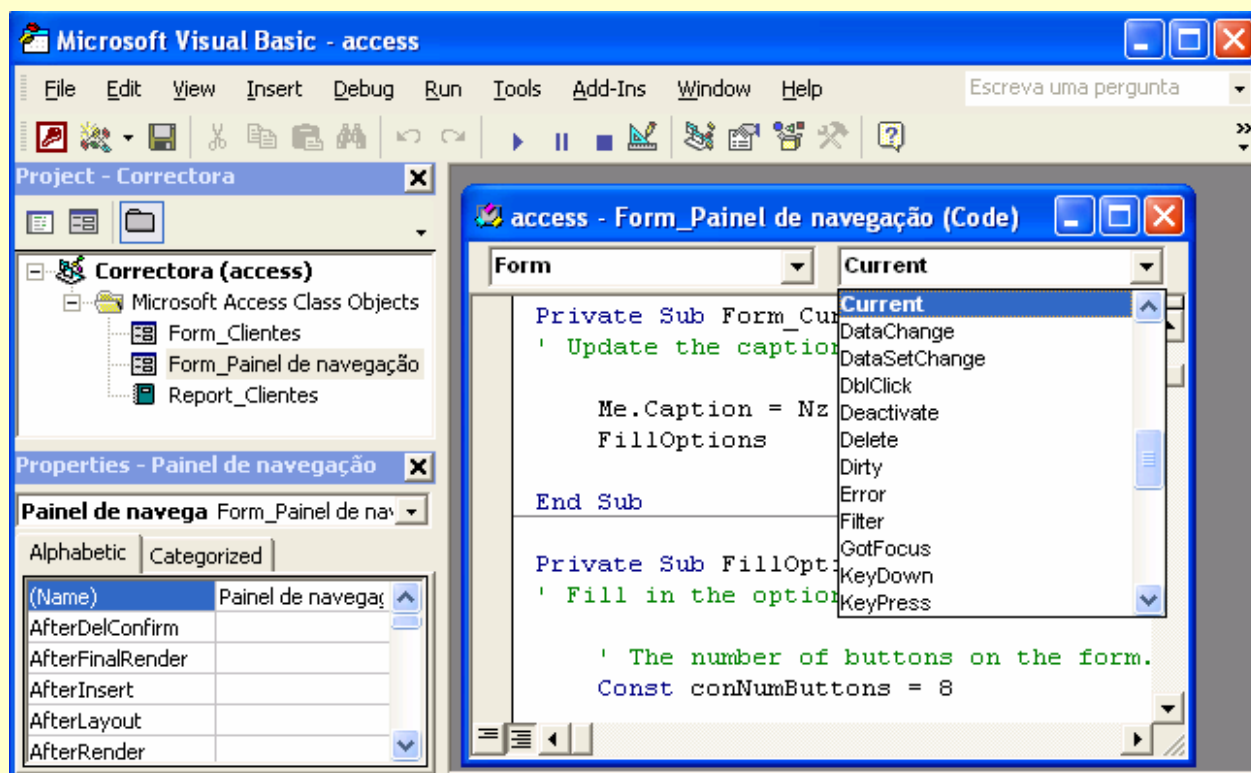 Microsoft Visual Basic - access
File Edit View Insert Debug Run Tools Add-Ins Window Help Escreva uma pergunta
Project - Correctora
Correctora (access)
Microsoft Access Class Objects
Form_Clientes
Form_Painel de navegação
Report_Clientes
Properties - Painel de navegação
Painel de navega Form_Painel de na
Alphabetic Categorized
(Name) Painel de navega
AfterDelConfirm
AfterFinalRender
AfterInsert
AfterLayout
AfterRender
access - Form_Painel de navegação (Code)
Form Current
Private Sub Form_Cu
' Update the caption
Me.Caption = Nz
FillOptions
End Sub
Private Sub FillOpt
' Fill in the option
' The number of buttons on the form.
Const conNumButtons = 8
Current
DataChange
DataSetChange
DblClick
Deactivate
Delete
Dirty
Error
Filter
GotFocus
KeyDown
KeyPress